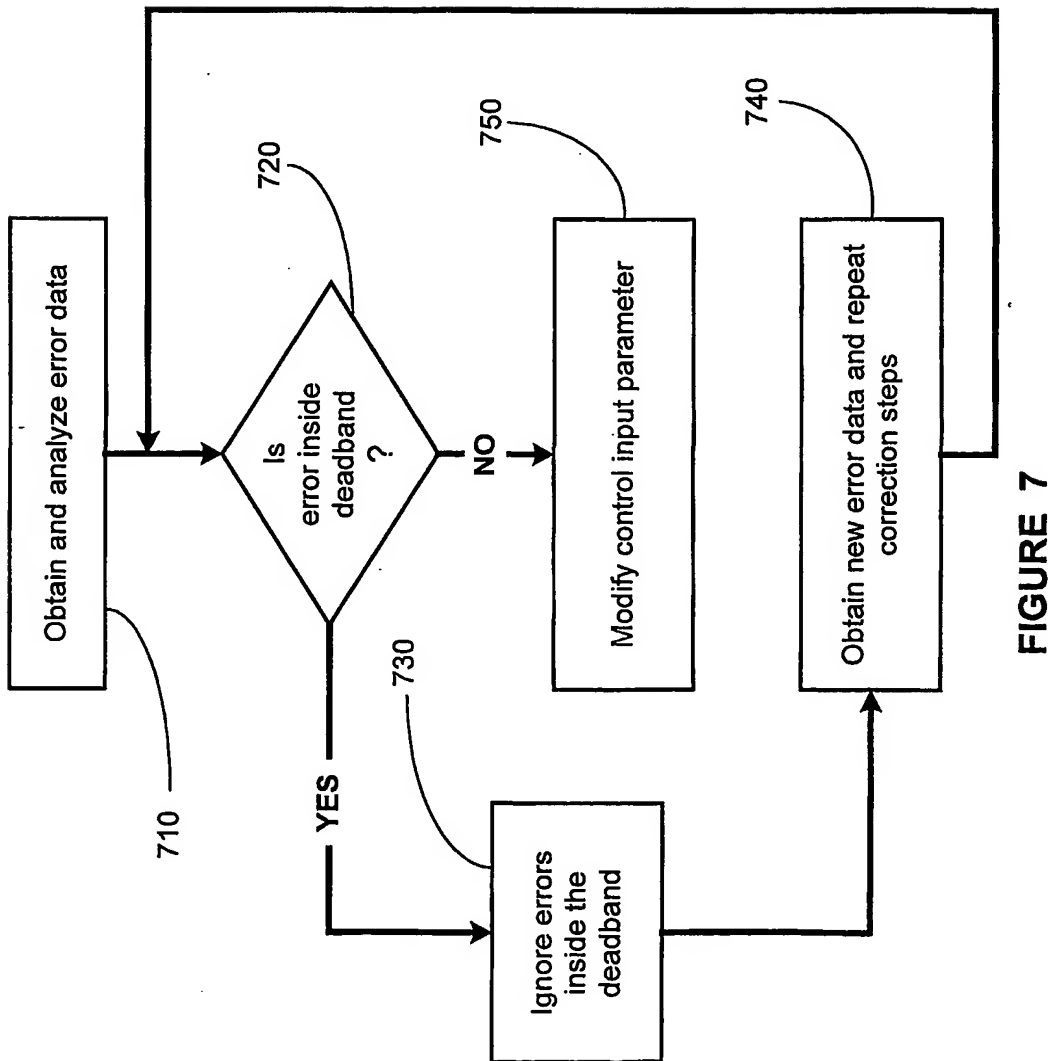 Obtain and analyze error data
710
720
Is
error inside
deadband
?
YES
NO
730
Ignore errors
inside the
deadband
750
Modify control input parameter
740
Obtain new error data and repeat
correction steps
FIGURE 7